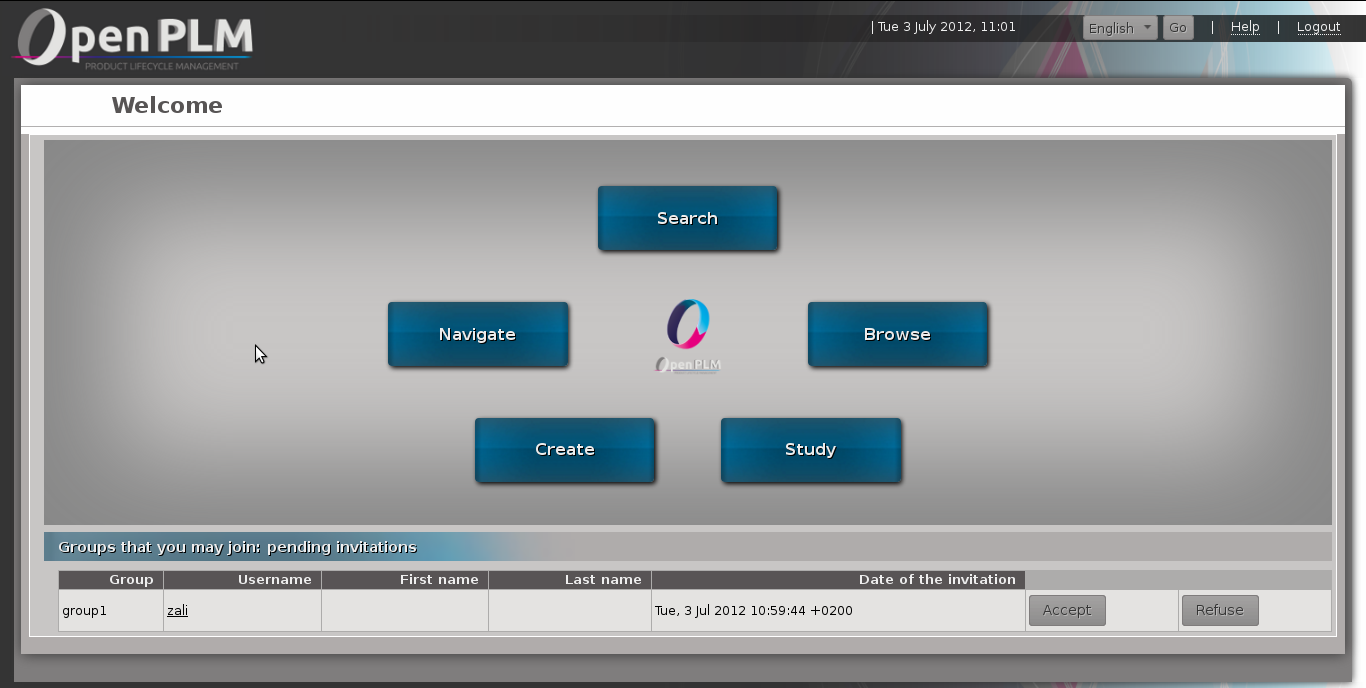 OpenPLM
PRODUCT LIFECYCLE MANAGEMENT
| Tue 3 July 2012, 11:01 English Go | Help | Logout
Welcome
Search
Navigate
Browse
OpenPLM
Create
Study
Groups that you may join: pending invitations
Group Username First name Last name Date of the invitation
group1 zali Tue, 3 Jul 2012 10:59:44 +0200 Accept Refuse